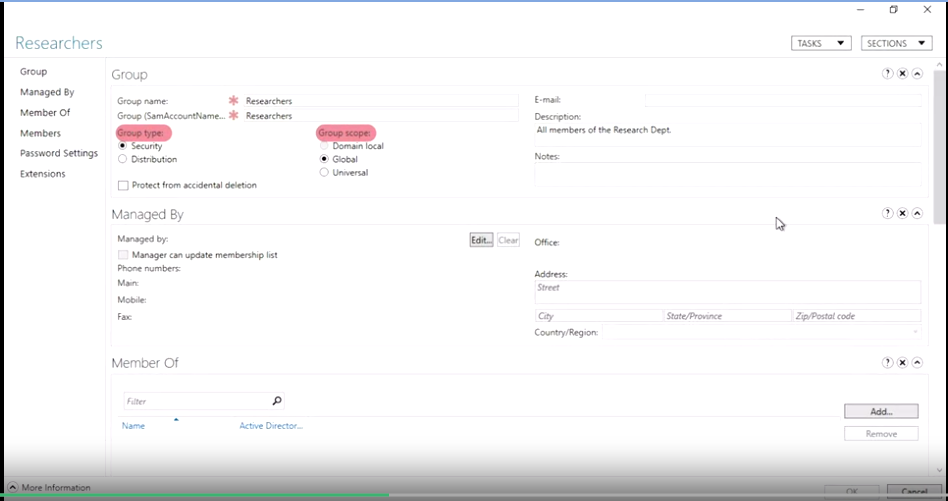 Researchers
TASKS
SECTIONS
Group
Managed By
Member Of
Members
Password Settings
Extensions
Group
Group name:
Researchers
Group (SamAccountName...
Researchers
Group type:
Security
Distribution
Group scope:
Domain local
Global
Universal
Protect from accidental deletion
E-mail:
Description:
All members of the Research Dept.
Notes:
Managed By
Managed by:
Edit...
Clear
Manager can update membership list
Phone numbers:
Main:
Mobile:
Fax:
Office:
Address:
Street
City
State/Province
Zip/Postal code
Country/Region:
Member Of
Filter
Name
Active Director...
Add...
Remove
More Information
OK
Cancel